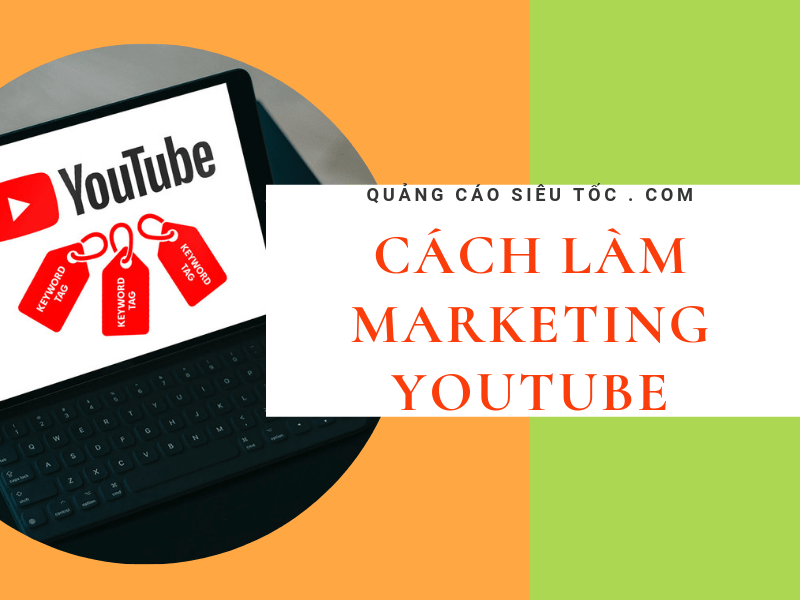 YouTube
KEYWORD
TAG
KEYWORD
TAG
KEYWORD
TAG
QUẢNG CÁO SIÊU TỐC . COM
CÁCH LÀM
MARKETING
YOUTUBE